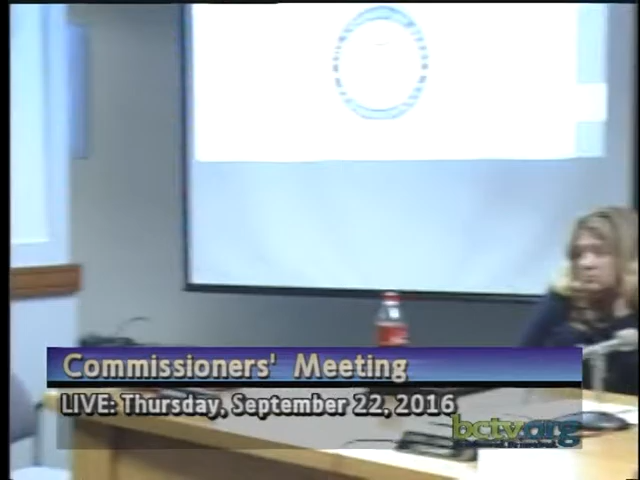 Commissioners' Meeting
LIVE: Thursday, September 22, 2016
bctv.org